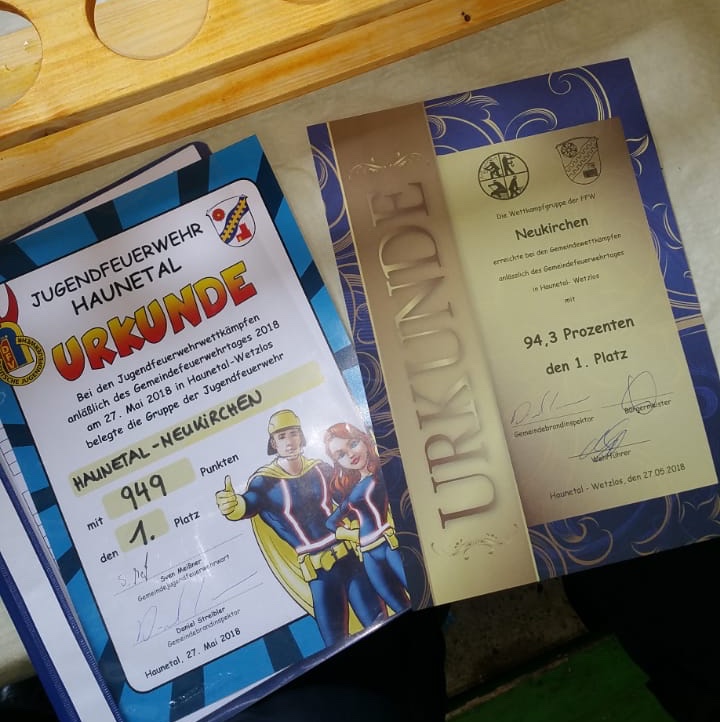 JUGENDFEUERWEHR
HAUNETAL
URKUNDE
Bei den Jugendfeuerwehrwettkämpfen
anläßlich des Gemeindefeuerwehrtages 2018
am 27. Mai 2018 in Haunetal-Wetzlos
belegte die Gruppe der Jugendfeuerwehr
HAUNETAL-NEUKIRCHEN
mit 949 Punkten
den 1. Platz
Sven Meißner
Gemeindejugendfeuerwehrwart
Daniel Streibler
Gemeindebrandinspektor
Haunetal, 27. Mai 2018
URKUNDE
Die Wettkampfgruppe der FFW
Neukirchen
erreichte bei den Gemeindewettkämpfen
anlässlich des Gemeindefeuerwehrtages
in Haunetal- Wetzlos
mit
94,3 Prozenten
den 1. Platz
Gemeindebrandinspektor
Bürgermeister
Wehrführer
Haunetal - Wetzlos, den 27.05.2018